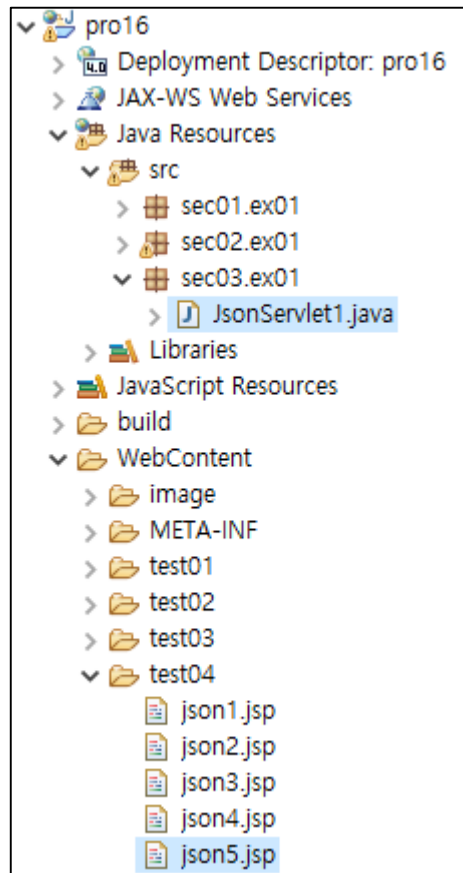 pro16
Deployment Descriptor: pro16
JAX-WS Web Services
Java Resources
src
sec01.ex01
sec02.ex01
sec03.ex01
JsonServlet1.java
Libraries
JavaScript Resources
build
WebContent
image
META-INF
test01
test02
test03
test04
json1.jsp
json2.jsp
json3.jsp
json4.jsp
json5.jsp